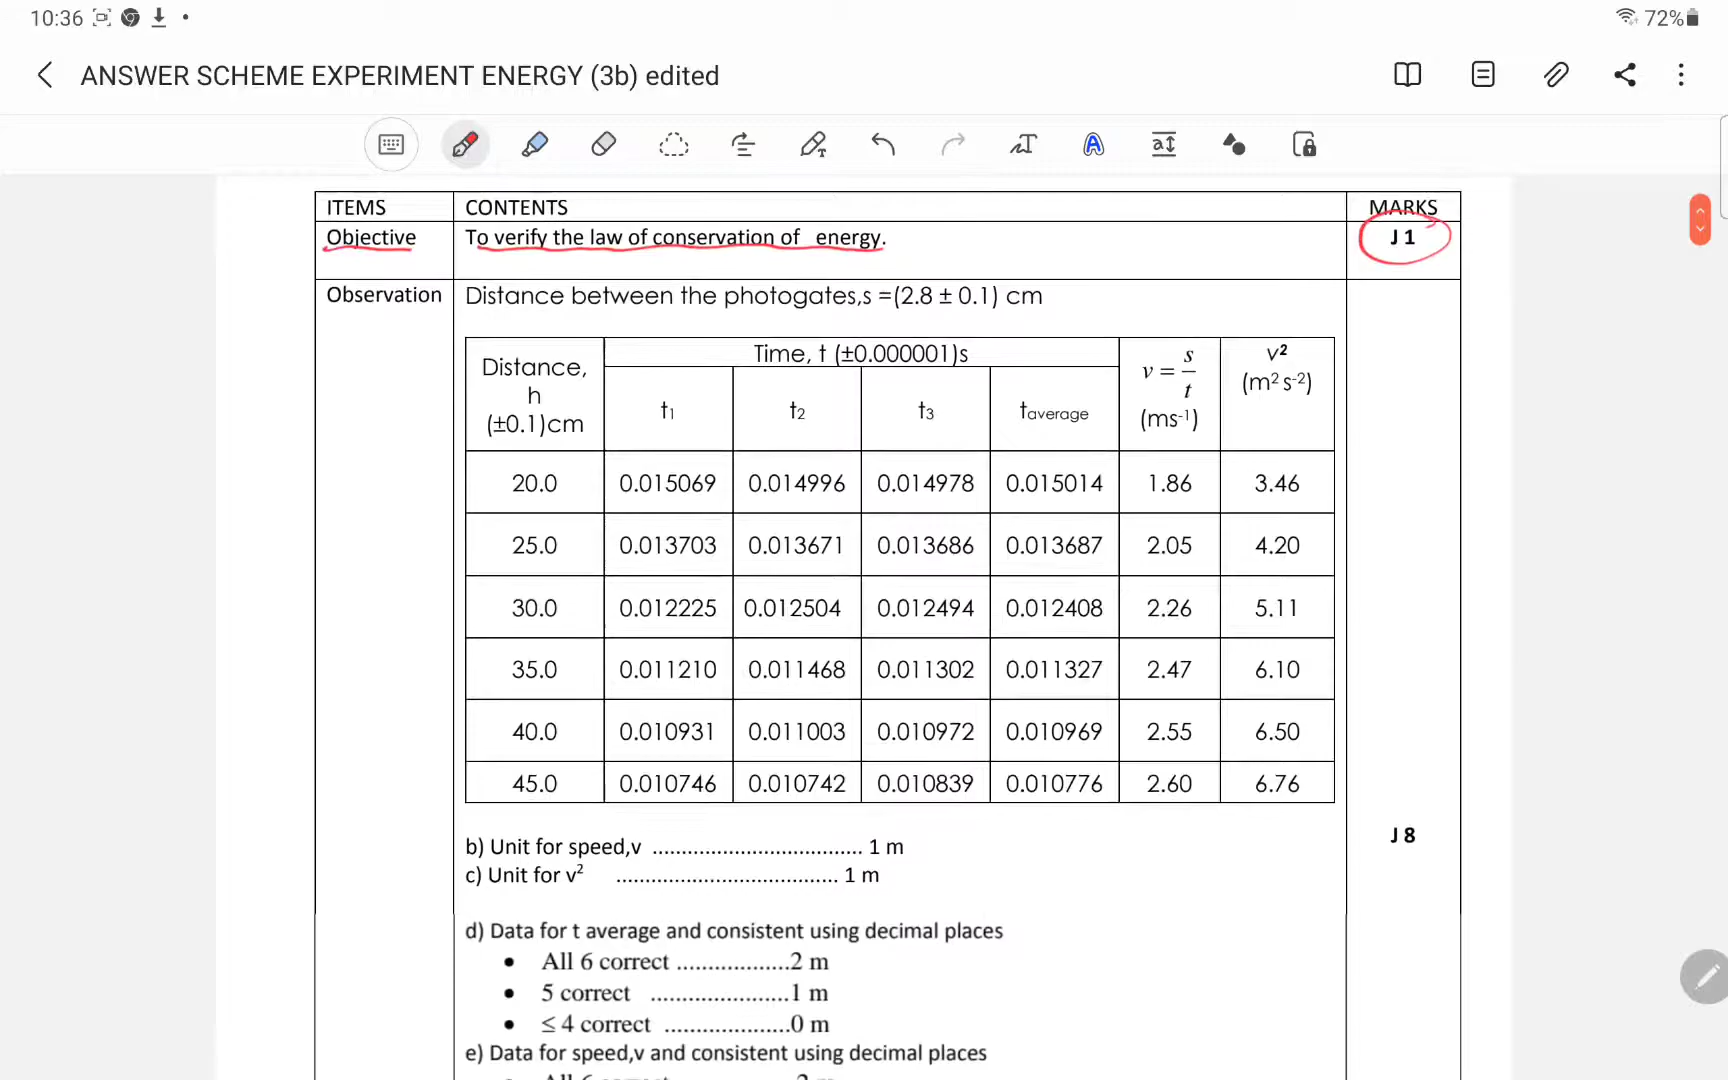 10:36
72%
ANSWER SCHEME EXPERIMENT ENERGY (3b) edited
ITEMS CONTENTS MARKS
Objective To verify the law of conservation of energy. J 1
Observation Distance between the photogates,s =(2.8 ± 0.1) cm
Distance, h (±0.1)cm Time, t (±0.000001)s v = s/t (ms-1) v² (m² s-2)
t1 t2 t3 taverage
20.0 0.015069 0.014996 0.014978 0.015014 1.86 3.46
25.0 0.013703 0.013671 0.013686 0.013687 2.05 4.20
30.0 0.012225 0.012504 0.012494 0.012408 2.26 5.11
35.0 0.011210 0.011468 0.011302 0.011327 2.47 6.10
40.0 0.010931 0.011003 0.010972 0.010969 2.55 6.50
45.0 0.010746 0.010742 0.010839 0.010776 2.60 6.76
J 8
b) Unit for speed,v ................................... 1 m
c) Unit for v² ..................................... 1 m
d) Data for t average and consistent using decimal places
• All 6 correct ..................2 m
• 5 correct ......................1 m
• ≤ 4 correct ....................0 m
e) Data for speed,v and consistent using decimal places